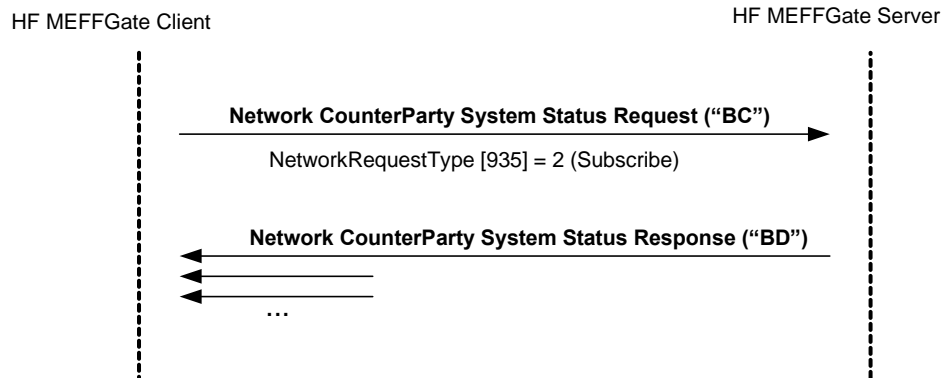 HF MEFFGate Client
HF MEFFGate Server
Network CounterParty System Status Request (“BC”)
NetworkRequestType [935] = 2 (Subscribe)
Network CounterParty System Status Response (“BD”)
...